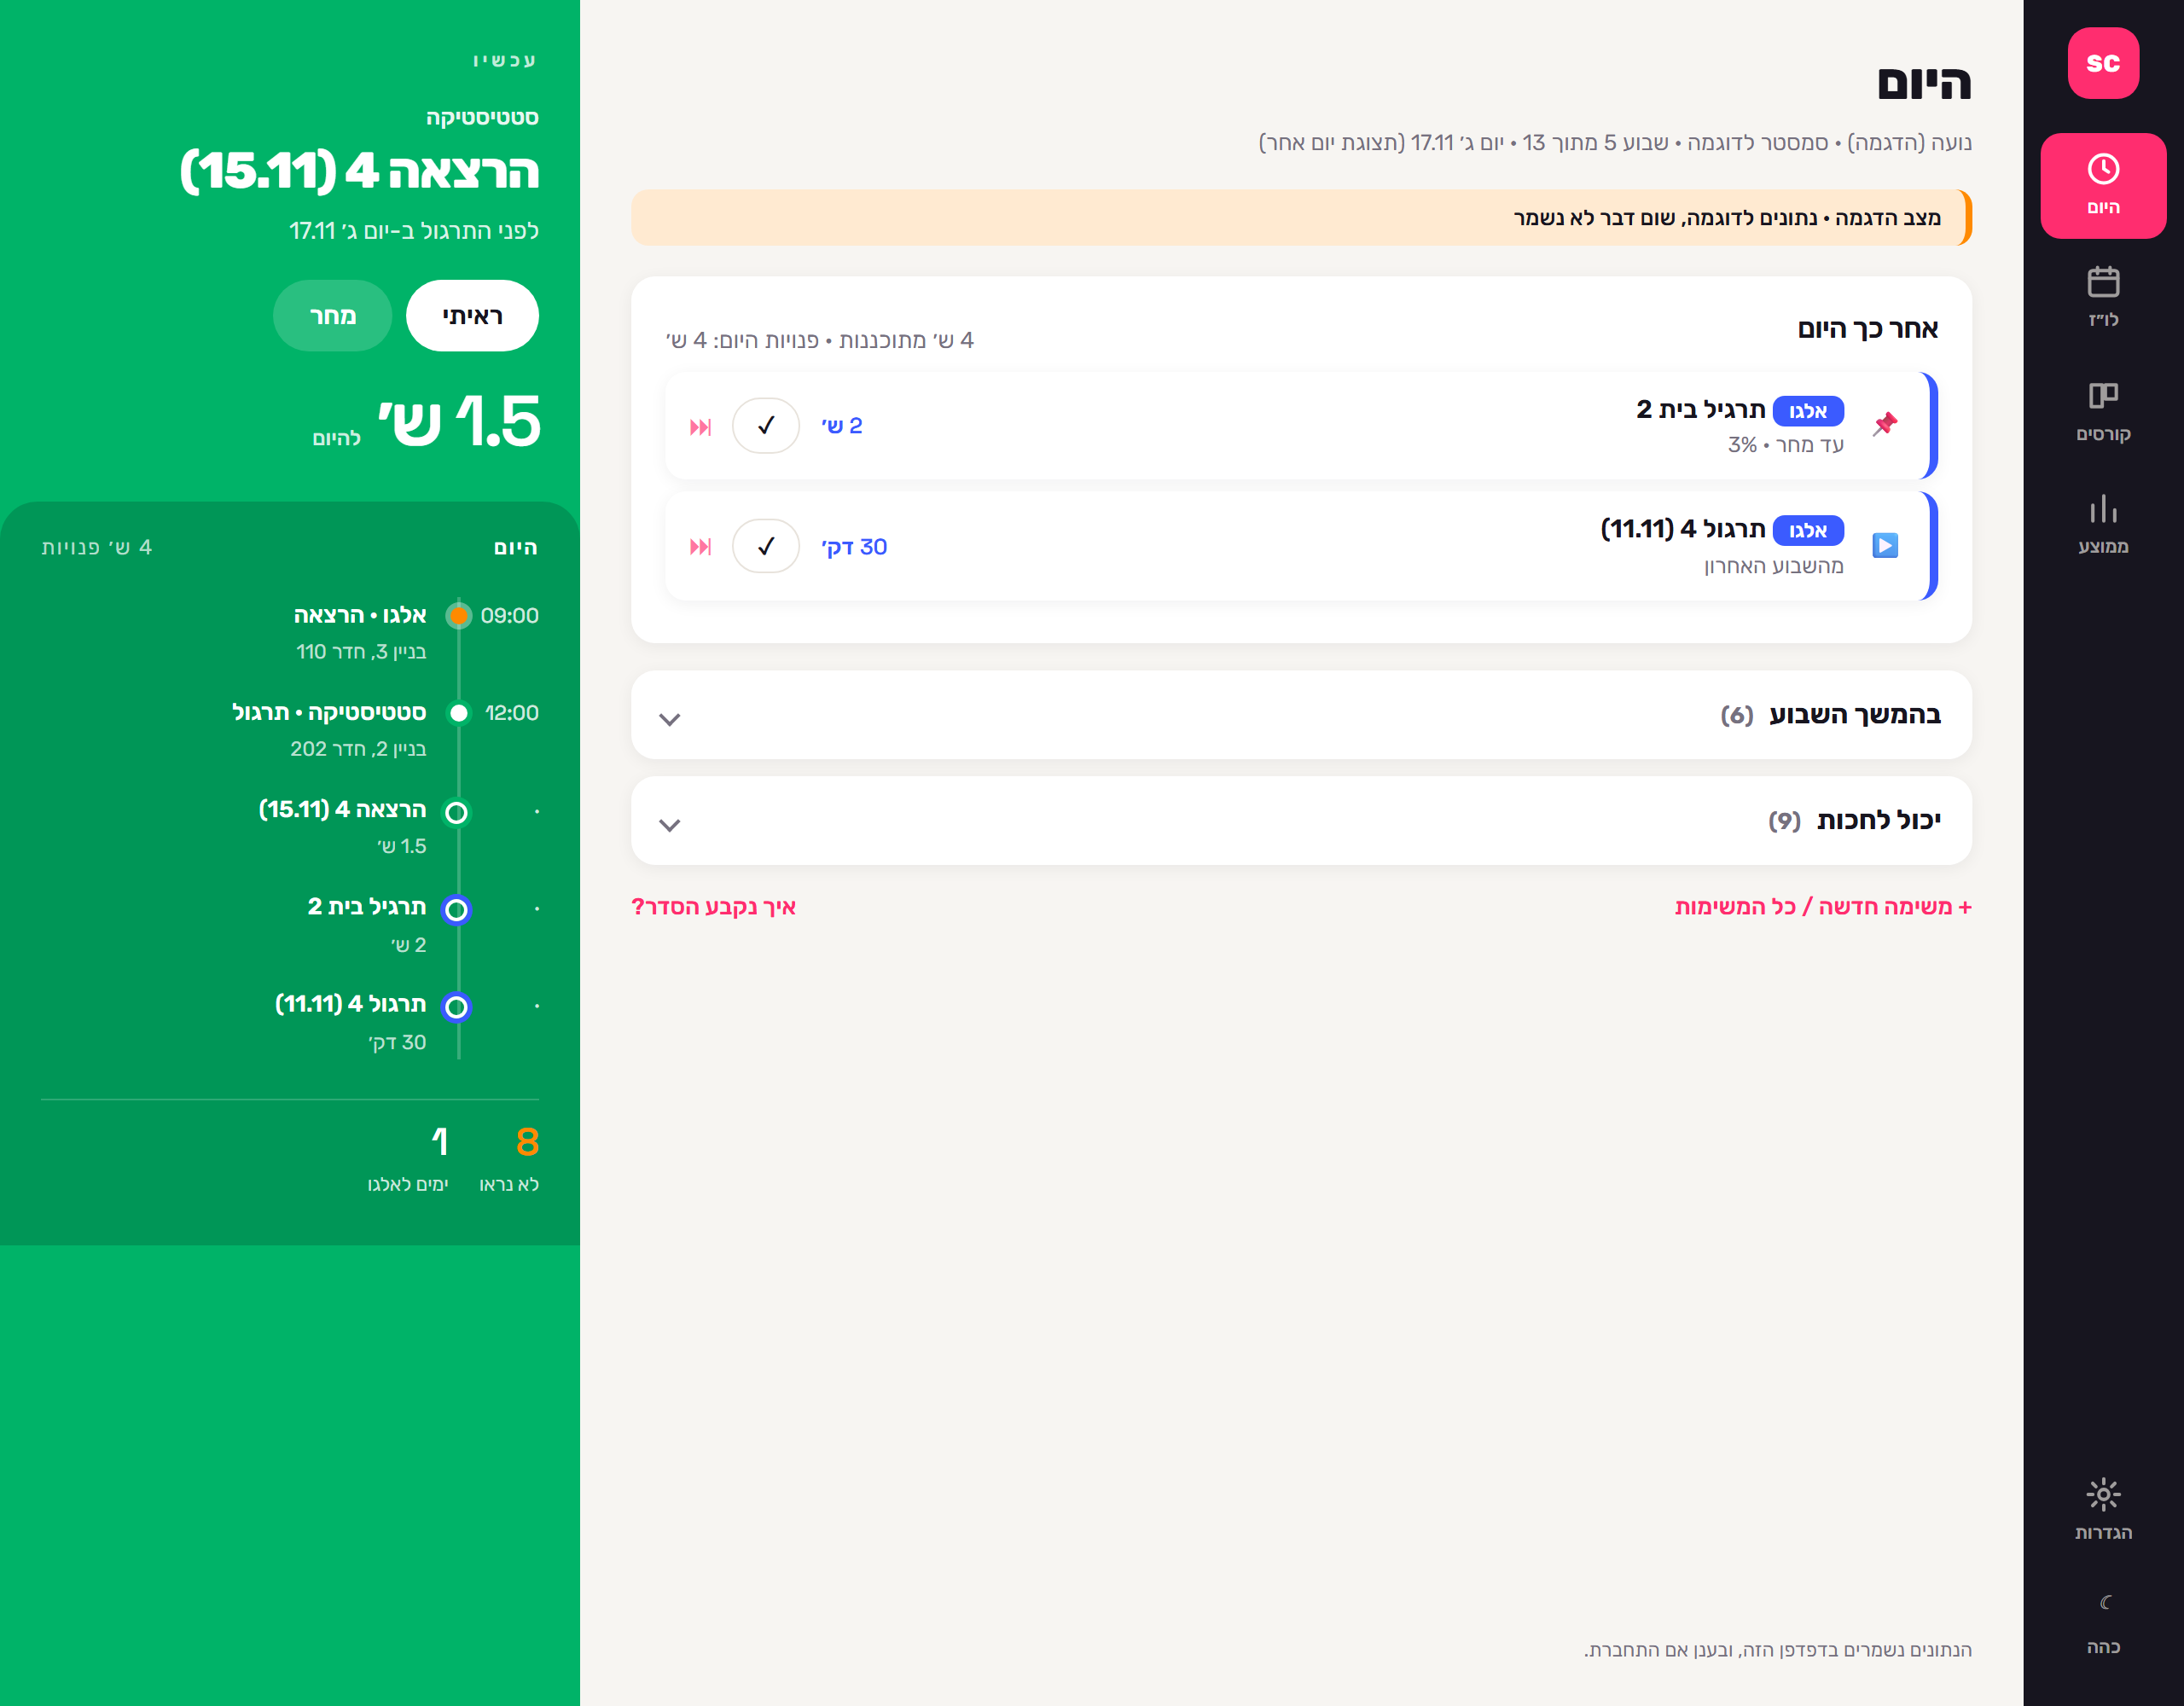 SC
היום
לו״ז
קורסים
ממוצע
הגדרות
כהה
היום
נועה (הדגמה) • סמסטר לדוגמה • שבוע 5 מתוך 13 • יום ג׳ 17.11 (תצוגת יום אחר)
מצב הדגמה • נתונים לדוגמה, שום דבר לא נשמר
אחר כך היום
4 ש׳ מתוכננות • פנויות היום: 4 ש׳
אלגו תרגיל בית 2
עד מחר • 3%
2 ש׳
אלגו תרגול 4 (11.11)
מהשבוע האחרון
30 דק׳
בהמשך השבוע (6)
יכול לחכות (9)
+ משימה חדשה / כל המשימות
איך נקבע הסדר?
הנתונים נשמרים בדפדפן הזה, ובענן אם התחברת.
עכשיו
סטטיסטיקה
הרצאה 4 (15.11)
לפני התרגול ב-יום ג׳ 17.11
ראיתי
מחר
1.5 ש׳ להיום
היום
4 ש׳ פנויות
09:00 אלגו • הרצאה
בניין 3, חדר 110
12:00 סטטיסטיקה • תרגול
בניין 2, חדר 202
הרצאה 4 (15.11)
1.5 ש׳
תרגיל בית 2
2 ש׳
תרגול 4 (11.11)
30 דק׳
8
לא נראו
1
ימים לאלגו